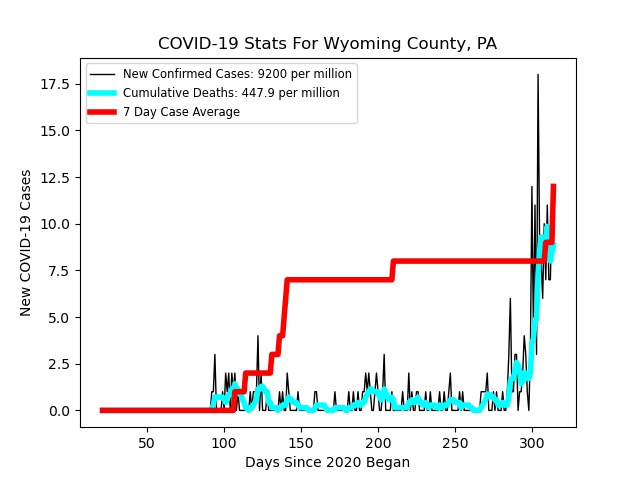 COVID-19 Stats For Wyoming County, PA
New Confirmed Cases: 9200 per million
Cumulative Deaths: 447.9 per million
7 Day Case Average
17.5
15.0
12.5
10.0
7.5
5.0
2.5
0.0
New COVID-19 Cases
50 100 150 200 250 300
Days Since 2020 Began